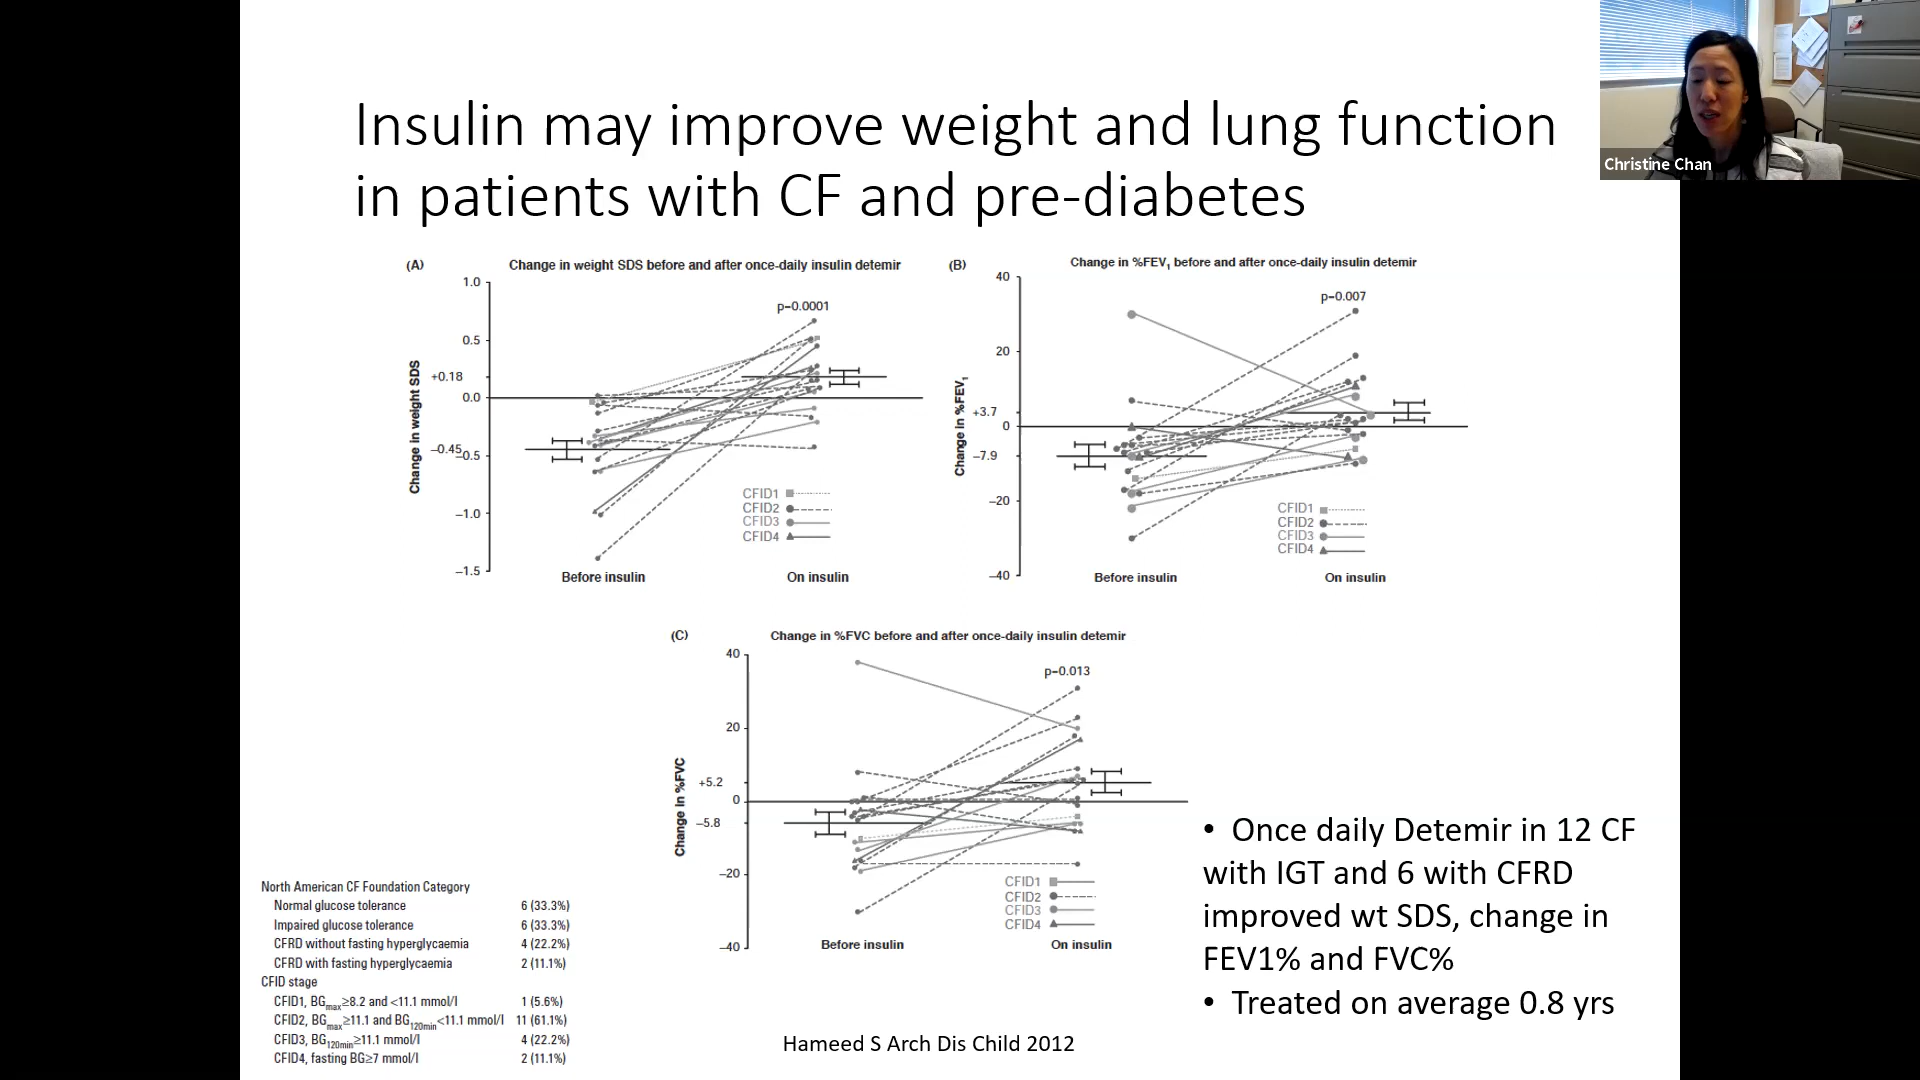 Insulin may improve weight and lung function
in patients with CF and pre-diabetes
Christine Chan
(A)
Change in weight SDS before and after once-daily insulin detemir
p=0.0001
Change in weight SDS
1.0
0.5
+0.18
0.0
−0.45
−0.5
−1.0
−1.5
CFID1
CFID2
CFID3
CFID4
Before insulin
On insulin
(B)
Change in %FEV1 before and after once-daily insulin detemir
p=0.007
Change in %FEV1
40
20
+3.7
0
−7.9
−20
−40
CFID1
CFID2
CFID3
CFID4
Before insulin
On insulin
(C)
Change in %FVC before and after once-daily insulin detemir
p=0.013
Change in %FVC
40
20
+5.2
0
−5.8
−20
−40
CFID1
CFID2
CFID3
CFID4
Before insulin
On insulin
North American CF Foundation Category
Normal glucose tolerance 6 (33.3%)
Impaired glucose tolerance 6 (33.3%)
CFRD without fasting hyperglycaemia 4 (22.2%)
CFRD with fasting hyperglycaemia 2 (11.1%)
CFID stage
CFID1, BGmax≥8.2 and <11.1 mmol/l 1 (5.6%)
CFID2, BGmax≥11.1 and BG120min<11.1 mmol/l 11 (61.1%)
CFID3, BG120min≥11.1 mmol/l 4 (22.2%)
CFID4, fasting BG≥7 mmol/l 2 (11.1%)
• Once daily Detemir in 12 CF
with IGT and 6 with CFRD
improved wt SDS, change in
FEV1% and FVC%
• Treated on average 0.8 yrs
Hameed S Arch Dis Child 2012